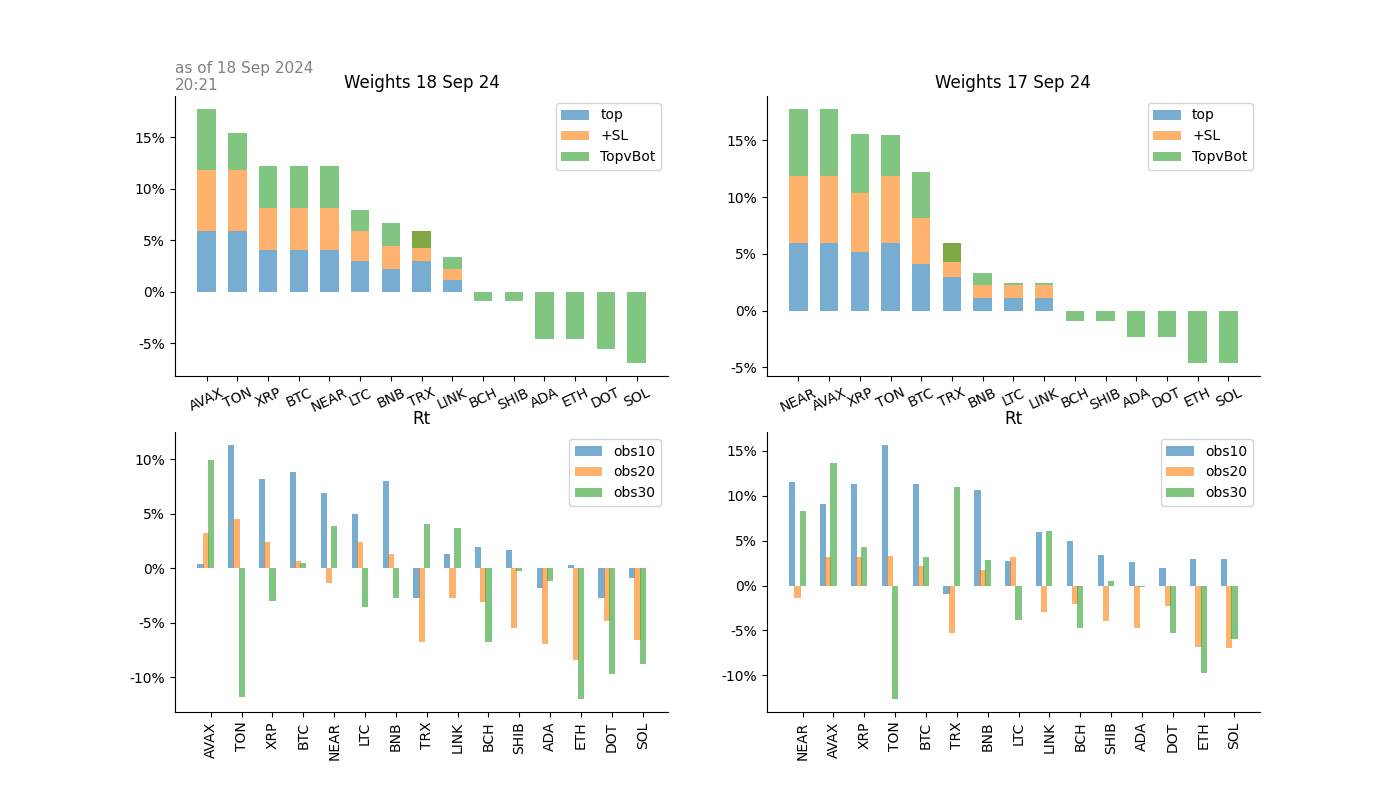 as of 18 Sep 2024
20:21
Weights 18 Sep 24
15%
10%
5%
0%
-5%
top
+SL
TopvBot
AVAX TON XRP BTC NEAR LTC BNB TRX LINK BCH SHIB ADA ETH DOT SOL
Weights 17 Sep 24
15%
10%
5%
0%
-5%
top
+SL
TopvBot
NEAR AVAX XRP TON BTC TRX BNB LTC LINK BCH SHIB ADA DOT ETH SOL
Rt
10%
5%
0%
-5%
-10%
obs10
obs20
obs30
AVAX TON XRP BTC NEAR LTC BNB TRX LINK BCH SHIB ADA ETH DOT SOL
Rt
15%
10%
5%
0%
-5%
-10%
obs10
obs20
obs30
NEAR AVAX XRP TON BTC TRX BNB LTC LINK BCH SHIB ADA DOT ETH SOL